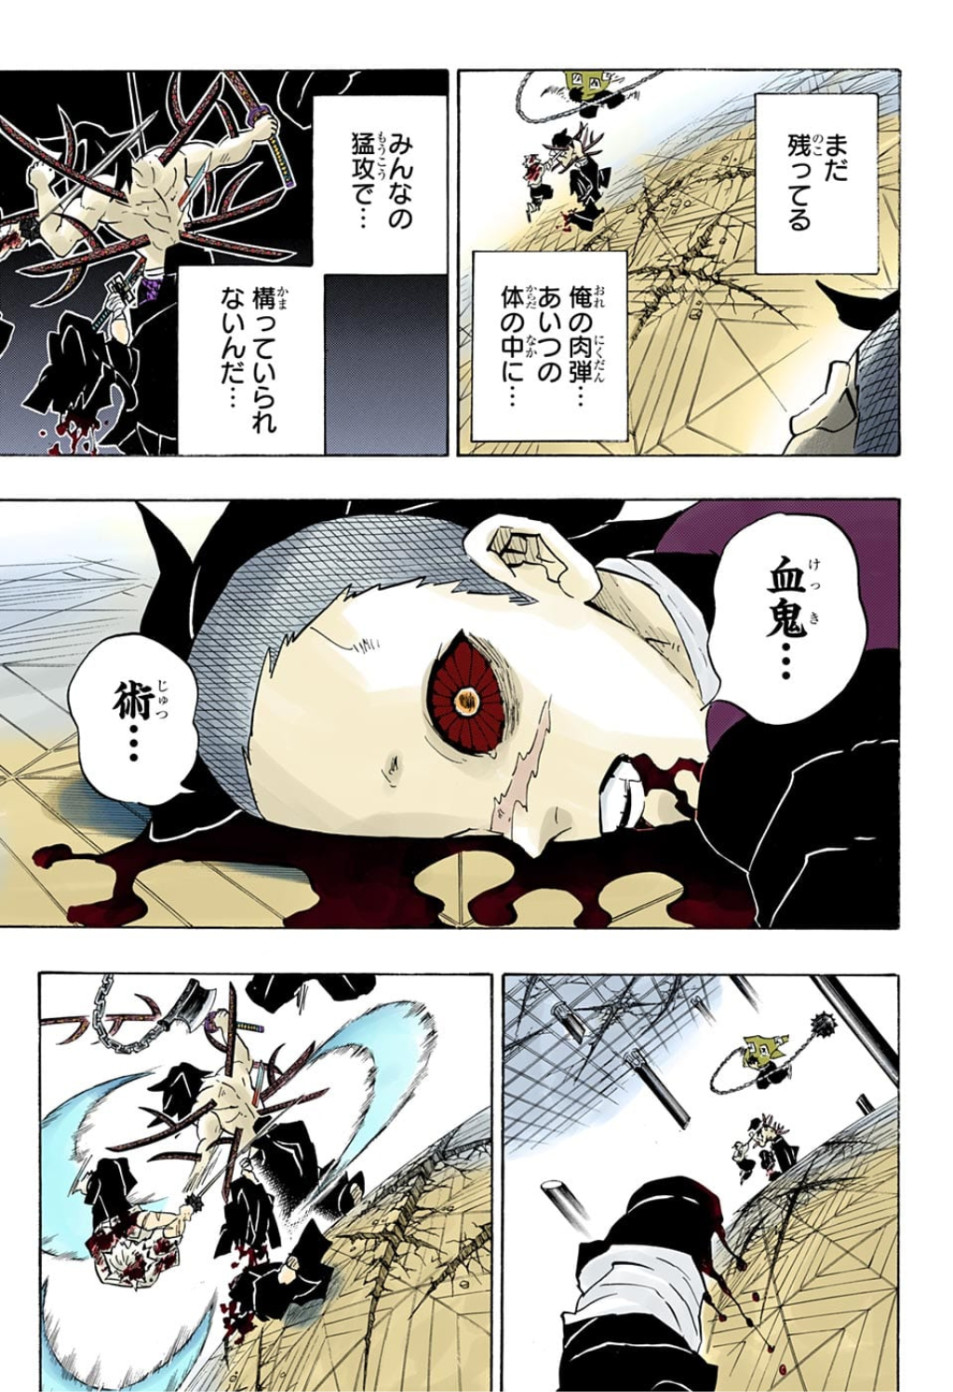 まだ
残ってる
俺の肉弾…
あいつの
体の中に…
みんなの
猛攻で…
構っていられ
ないんだ…
血鬼…
術…